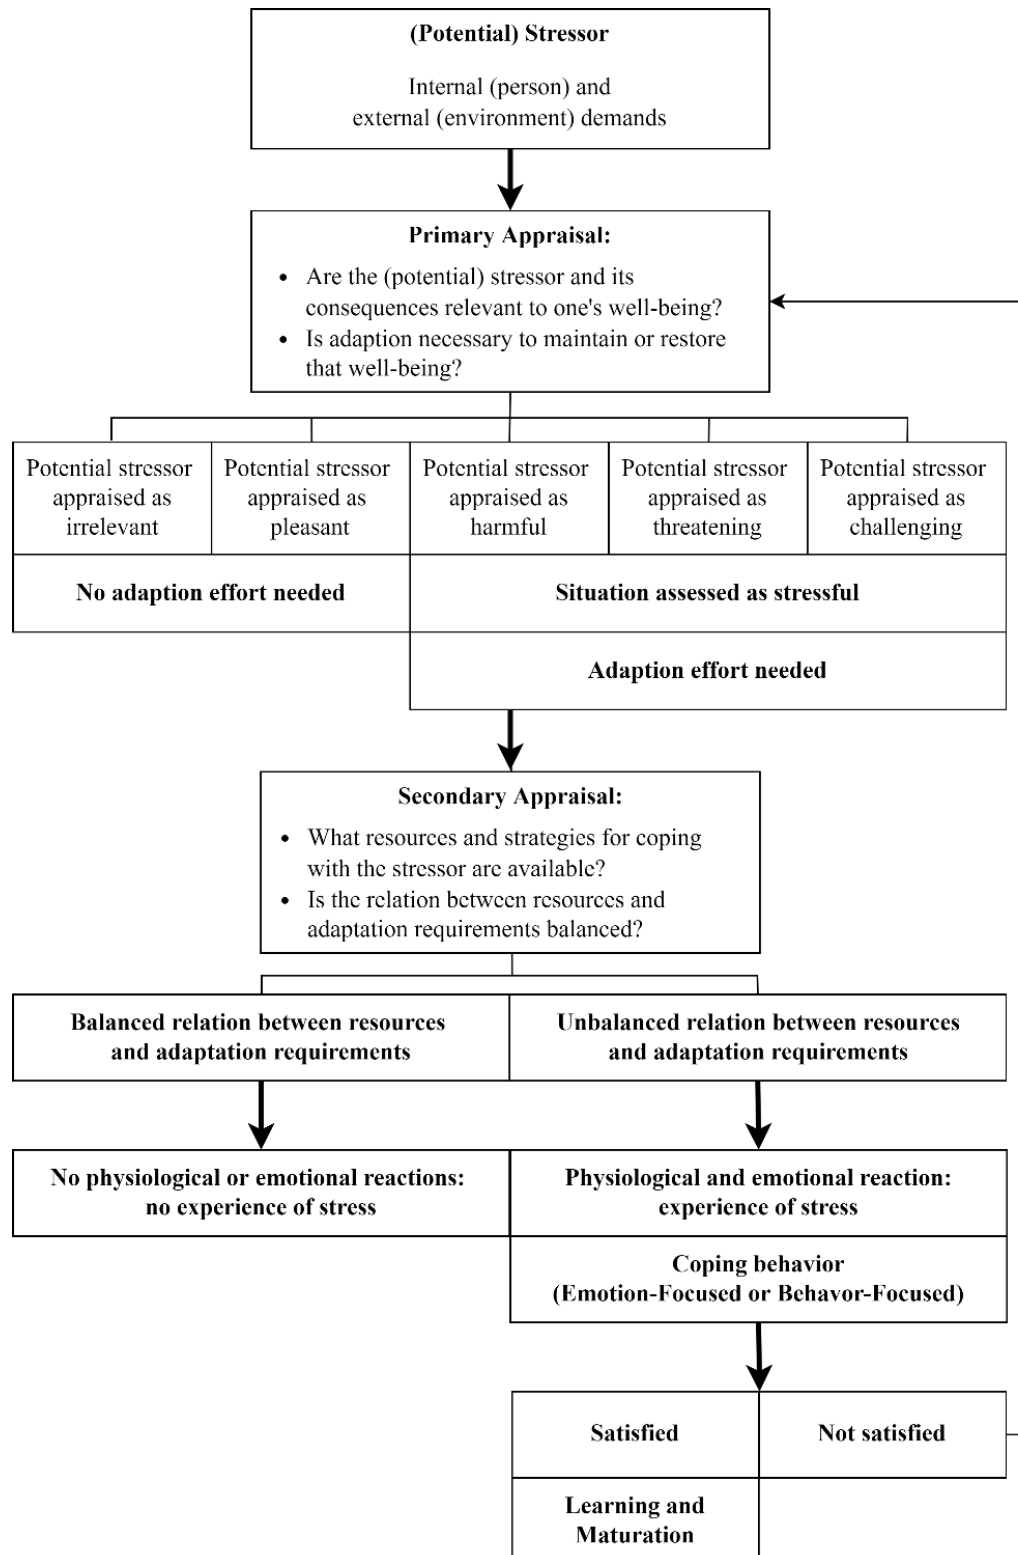 (Potential) Stressor
Internal (person) and
external (environment) demands
Primary Appraisal:
• Are the (potential) stressor and its
consequences relevant to one's well-being?
• Is adaption necessary to maintain or restore
that well-being?
Potential stressor
appraised as
irrelevant
Potential stressor
appraised as
pleasant
Potential stressor
appraised as
harmful
Potential stressor
appraised as
threatening
Potential stressor
appraised as
challenging
No adaption effort needed
Situation assessed as stressful
Adaption effort needed
Secondary Appraisal:
• What resources and strategies for coping
with the stressor are available?
• Is the relation between resources and
adaptation requirements balanced?
Balanced relation between resources
and adaptation requirements
Unbalanced relation between resources
and adaptation requirements
No physiological or emotional reactions:
no experience of stress
Physiological and emotional reaction:
experience of stress
Coping behavior
(Emotion-Focused or Behavor-Focused)
Satisfied
Not satisfied
Learning and
Maturation